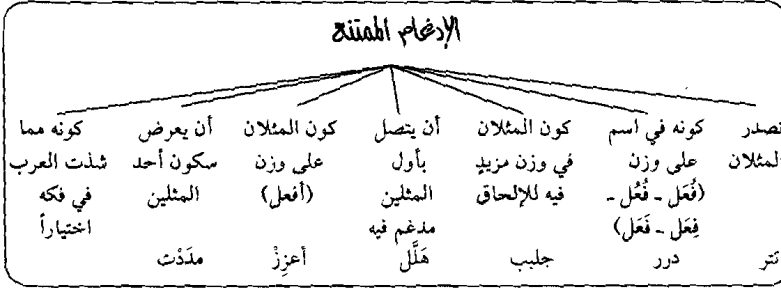 الإدغام الممتنع
تصدر كونه في اسم كون المثلان أن يتصل كون المثلان أن يعرض كونه مما
المثلان على وزن في وزن مزيدٍ بأول على وزن سكون أحد شذت العرب
(فُعَل ـ فُعُل ـ فيه للإلحاق المثلين (أفعل) المثلين في فكه
فِعَل ـ فَعَل) مدغم فيه اختياراً
تتر درر جلبب هَلَّل أعزِزْ مدَدْت